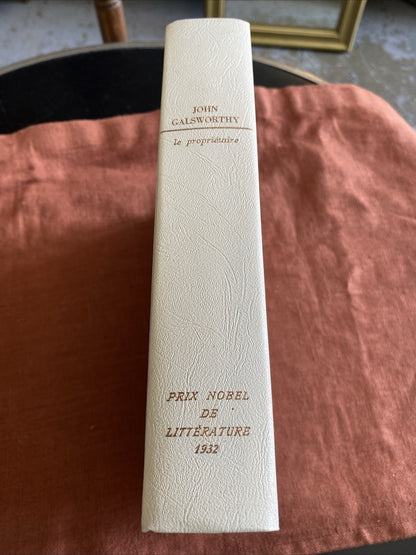 JOHN
GALSWORTHY
le propriétaire
PRIX NOBEL
DE
LITTÉRATURE
1932